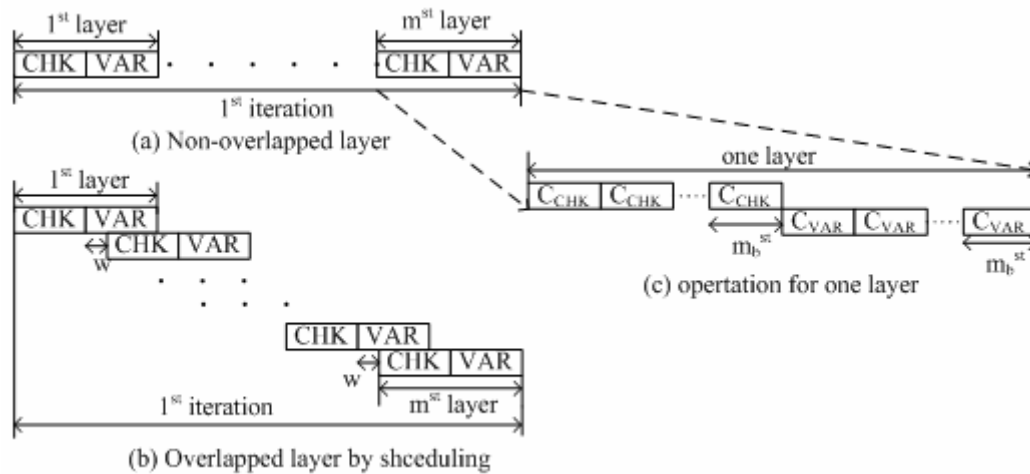 1st layer
mst layer
CHK VAR . . . . . . CHK VAR
1st iteration
(a) Non-overlapped layer
one layer
CCHK CCHK ..... CCHK
CVAR CVAR ..... CVAR
mbst mbst
(c) opertation for one layer
1st layer
CHK VAR
w CHK VAR
. . .
. . .
CHK VAR
w CHK VAR
mst layer
1st iteration
(b) Overlapped layer by shceduling